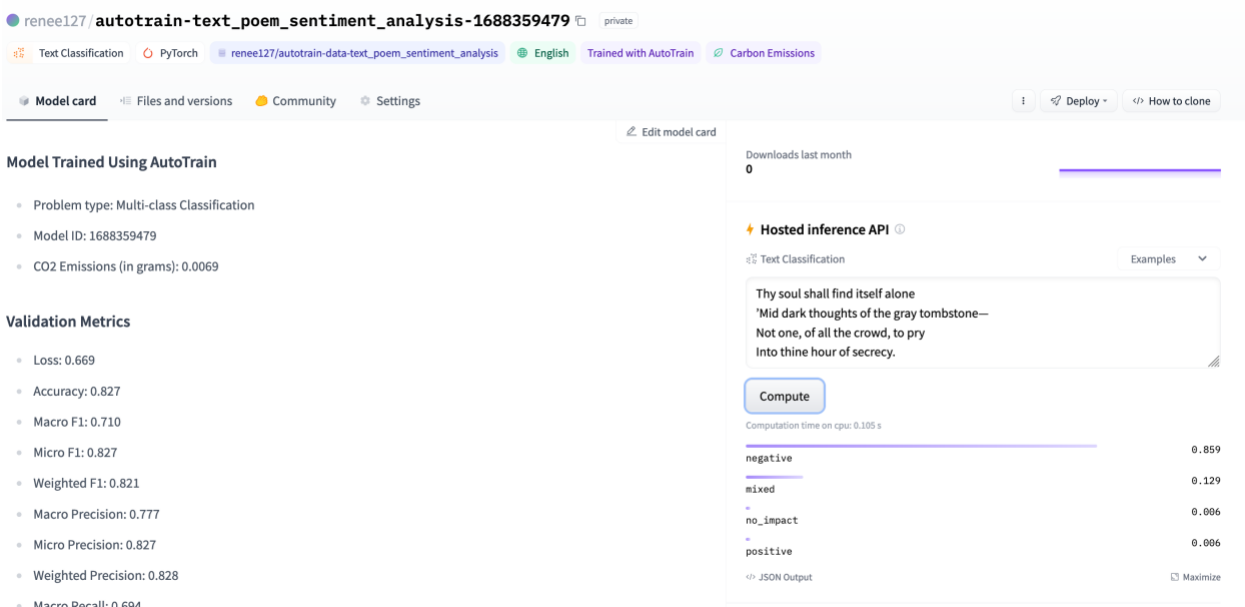 renee127/autotrain-text_poem_sentiment_analysis-1688359479 private
Text Classification PyTorch renee127/autotrain-data-text_poem_sentiment_analysis English Trained with AutoTrain Carbon Emissions
Model card Files and versions Community Settings Deploy How to clone
Edit model card
Model Trained Using AutoTrain
Problem type: Multi-class Classification
Model ID: 1688359479
CO2 Emissions (in grams): 0.0069
Validation Metrics
Loss: 0.669
Accuracy: 0.827
Macro F1: 0.710
Micro F1: 0.827
Weighted F1: 0.821
Macro Precision: 0.777
Micro Precision: 0.827
Weighted Precision: 0.828
Macro Recall: 0.694
Downloads last month
0
Hosted inference API
Text Classification Examples
Thy soul shall find itself alone
’Mid dark thoughts of the gray tombstone—
Not one, of all the crowd, to pry
Into thine hour of secrecy.
Compute
Computation time on cpu: 0.105 s
negative 0.859
mixed 0.129
no_impact 0.006
positive 0.006
</> JSON Output Maximize